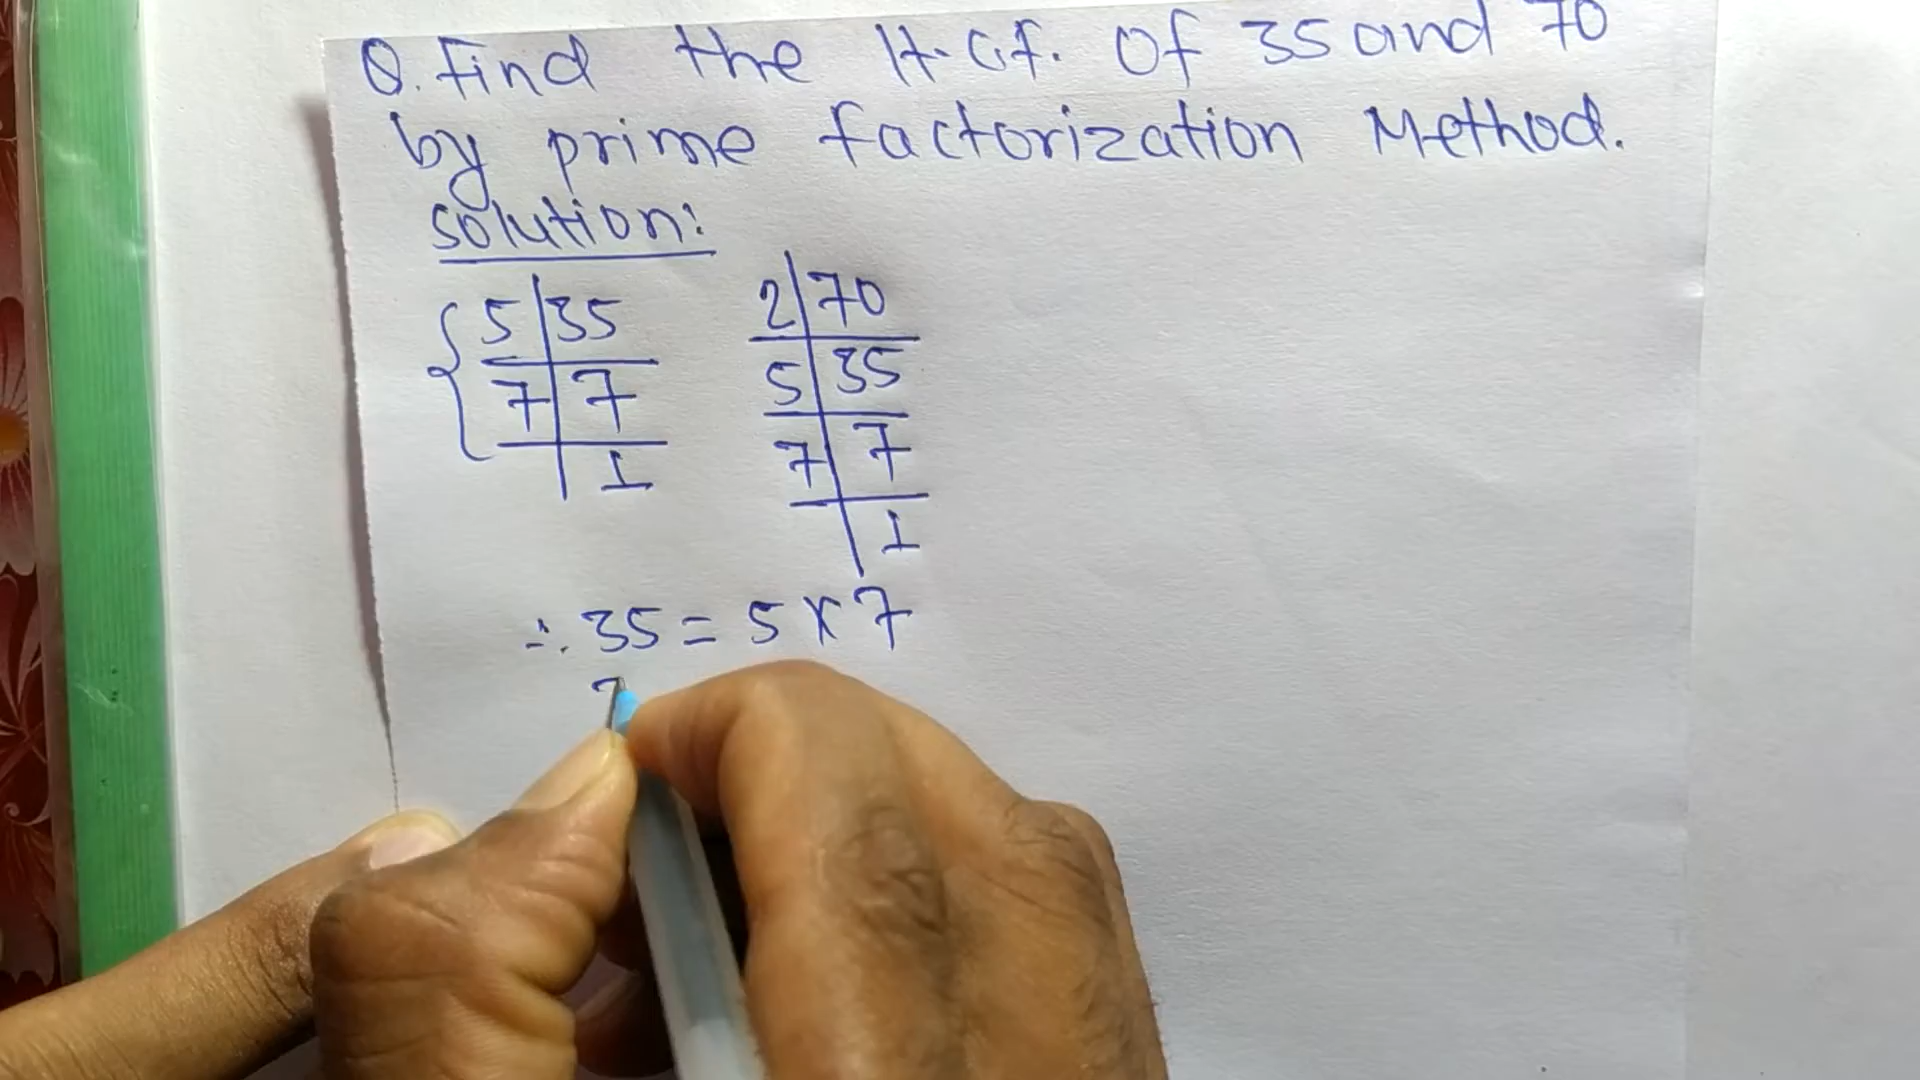 Q. Find the H.C.F. Of 35 and 70
by prime factorization Method.
Solution:
5 35 2 70
7 7 5 35
1 7 7
1
∴ 35 = 5 x 7
7